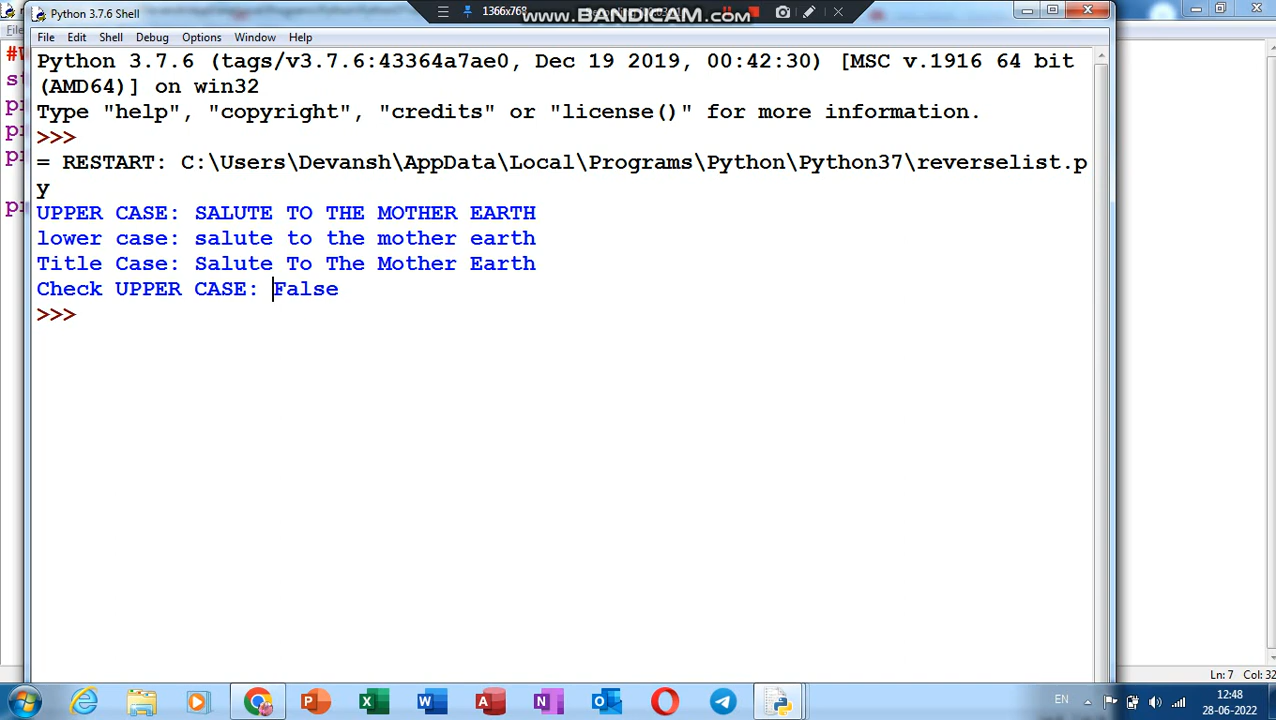 Python 3.7.6 Shell
1366x768
www.BANDICAM.com
File Edit Shell Debug Options Window Help
Python 3.7.6 (tags/v3.7.6:43364a7ae0, Dec 19 2019, 00:42:30) [MSC v.1916 64 bit
(AMD64)] on win32
Type "help", "copyright", "credits" or "license()" for more information.
>>>
= RESTART: C:\Users\Devansh\AppData\Local\Programs\Python\Python37\reverselist.p
y
UPPER CASE: SALUTE TO THE MOTHER EARTH
lower case: salute to the mother earth
Title Case: Salute To The Mother Earth
Check UPPER CASE: False
>>>
Ln: 7 Col: 32
EN
12:48
28-06-2022